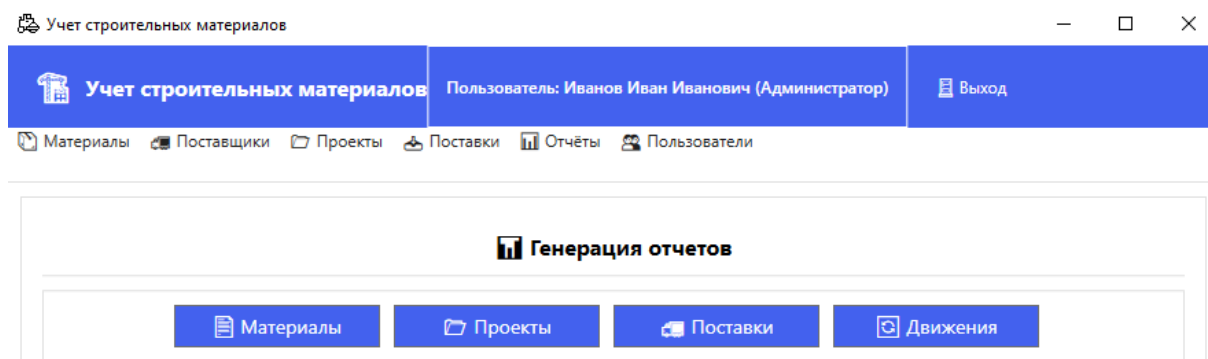 Учет строительных материалов
Учет строительных материалов Пользователь: Иванов Иван Иванович (Администратор) Выход
Материалы Поставщики Проекты Поставки Отчёты Пользователи
Генерация отчетов
Материалы Проекты Поставки Движения